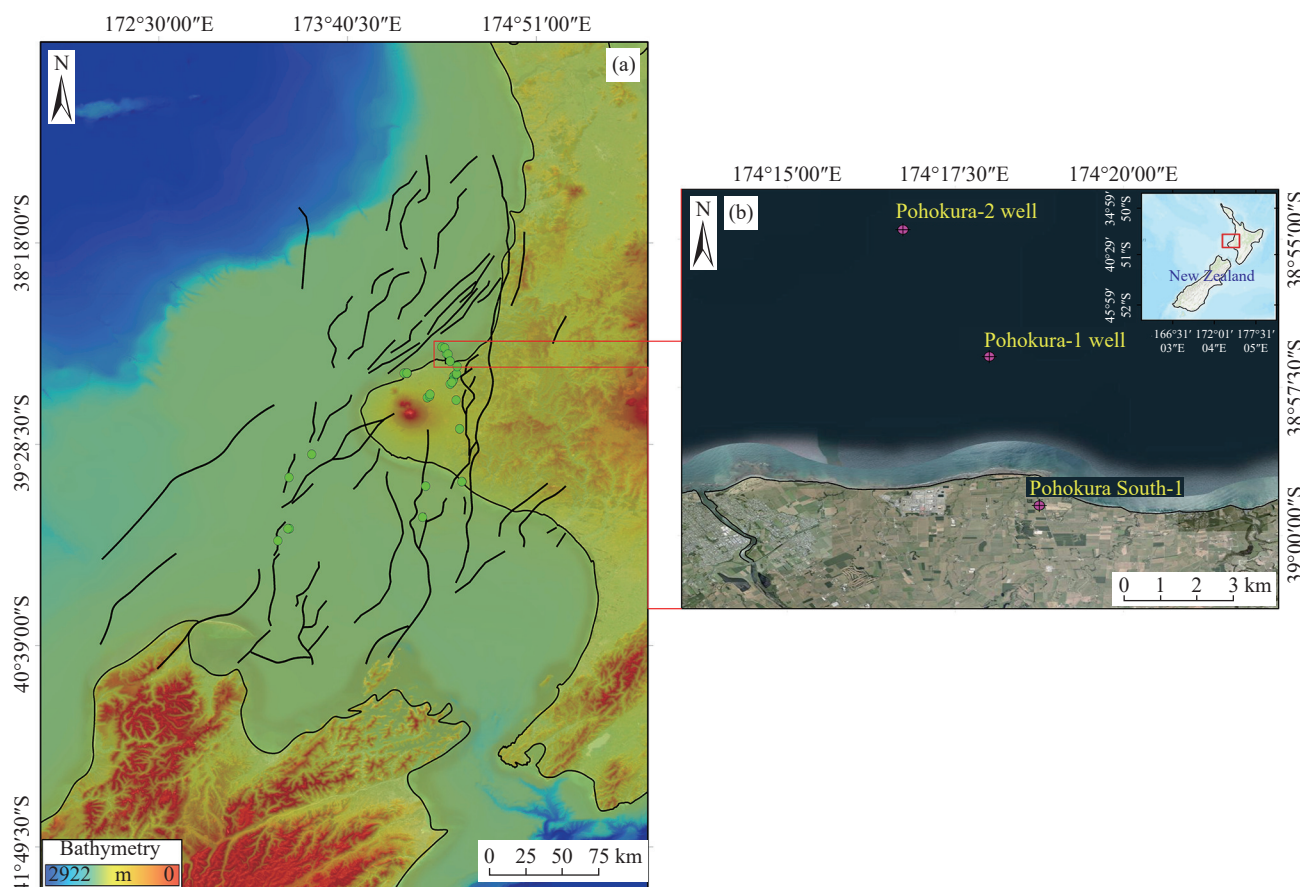 172°30′00″E 173°40′30″E 174°51′00″E
N
(a)
38°18′00″S
39°28′30″S
40°39′00″S
41°49′30″S
Bathymetry
2922 m 0
0 25 50 75 km
174°15′00″E 174°17′30″E 174°20′00″E
N
(b)
Pohokura-2 well
Pohokura-1 well
Pohokura South-1
0 1 2 3 km
38°55′00″S
38°57′30″S
39°00′00″S
34°59′
50″S
40°29′
51″S
45°59′
52″S
New Zealand
166°31′ 172°01′ 177°31′
03″E 04″E 05″E